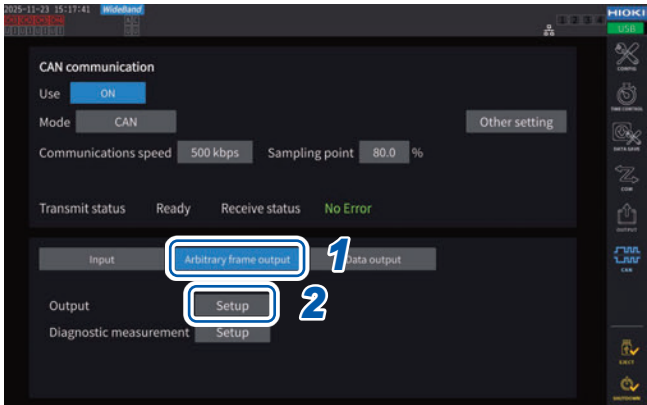 2025-11-23 15:17:41 WideBand
HIOKI
USB
CAN communication
Use ON
Mode CAN Other setting
Communications speed 500 kbps Sampling point 80.0 %
Transmit status Ready Receive status No Error
Input Arbitrary frame output 1 Data output
Output Setup 2
Diagnostic measurement Setup
CONFIG
TIME CONTROL
DATA SAVE
COM
OUTPUT
CAN
EXIT
SHUTDOWN